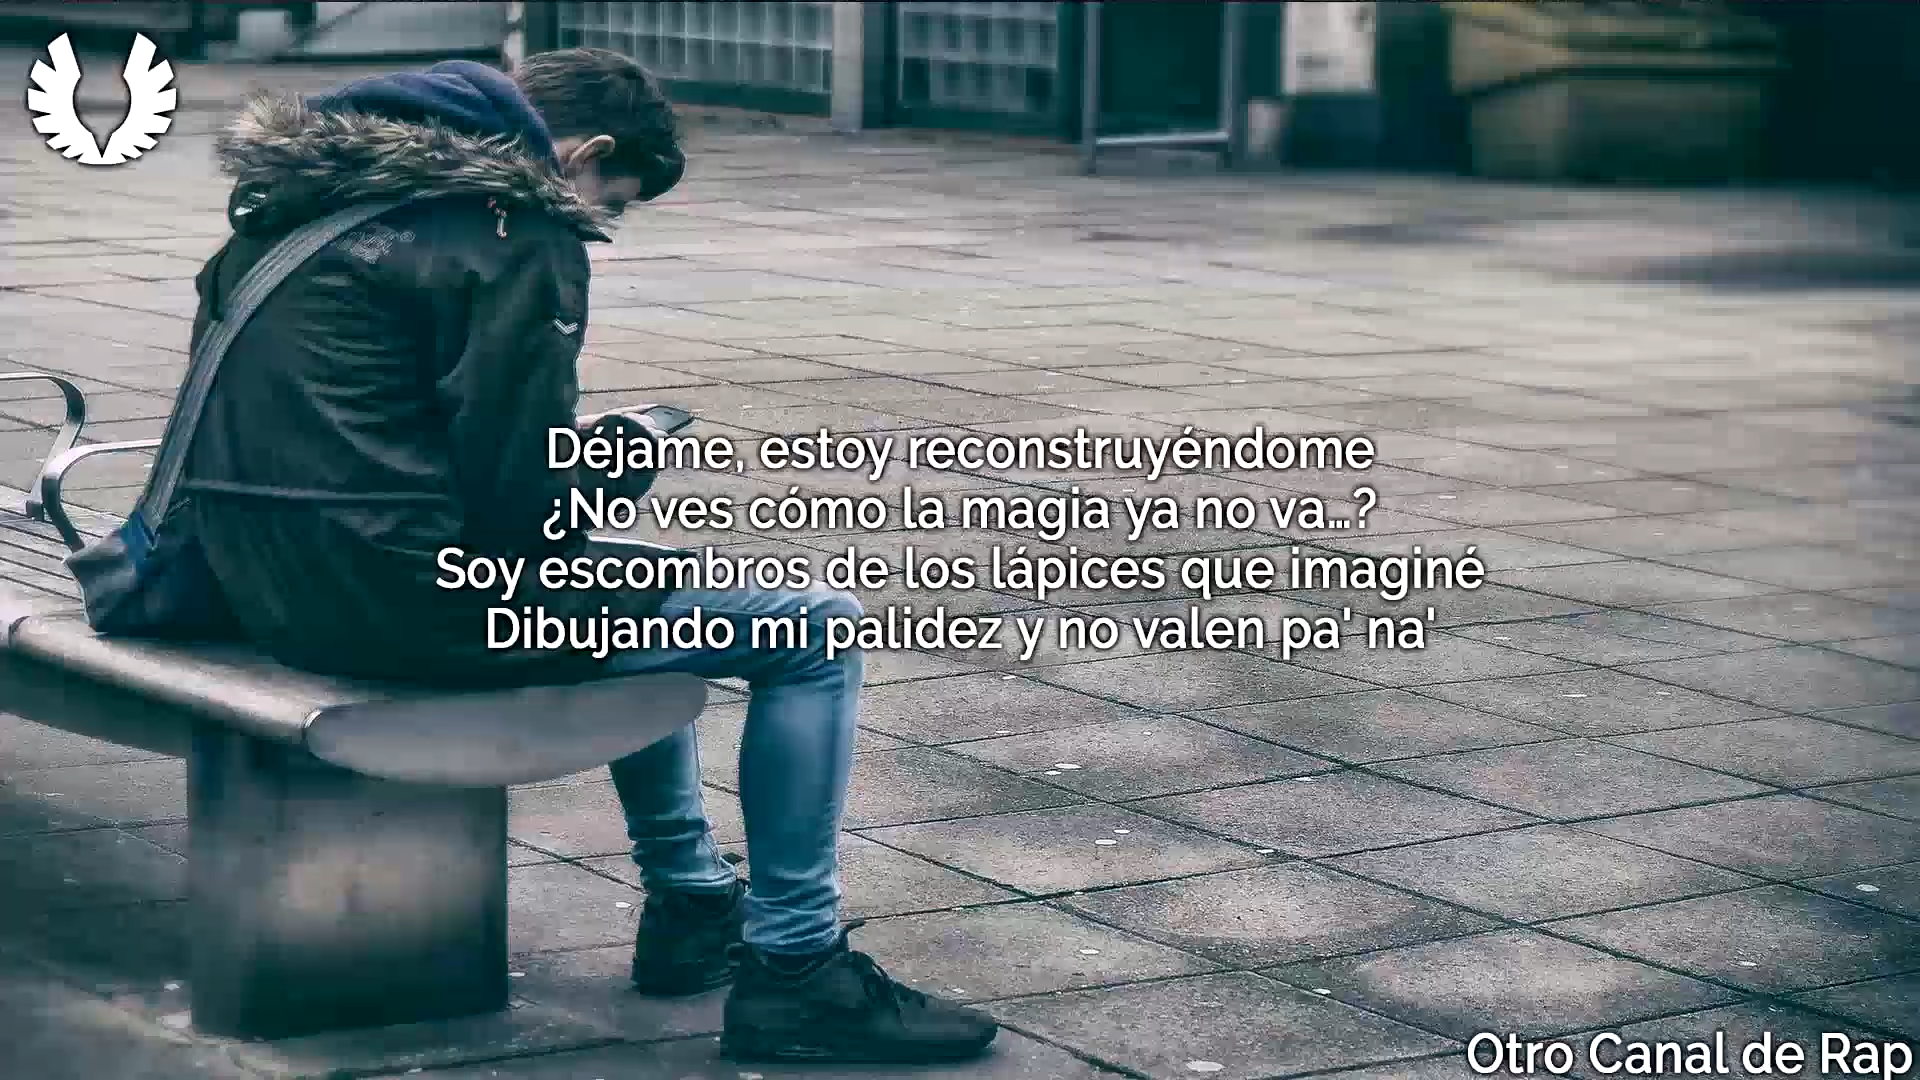 Déjame, estoy reconstruyéndome
¿No ves cómo la magia ya no va...?
Soy escombros de los lápices que imaginé
Dibujando mi palidez y no valen pa' na'
Otro Canal de Rap